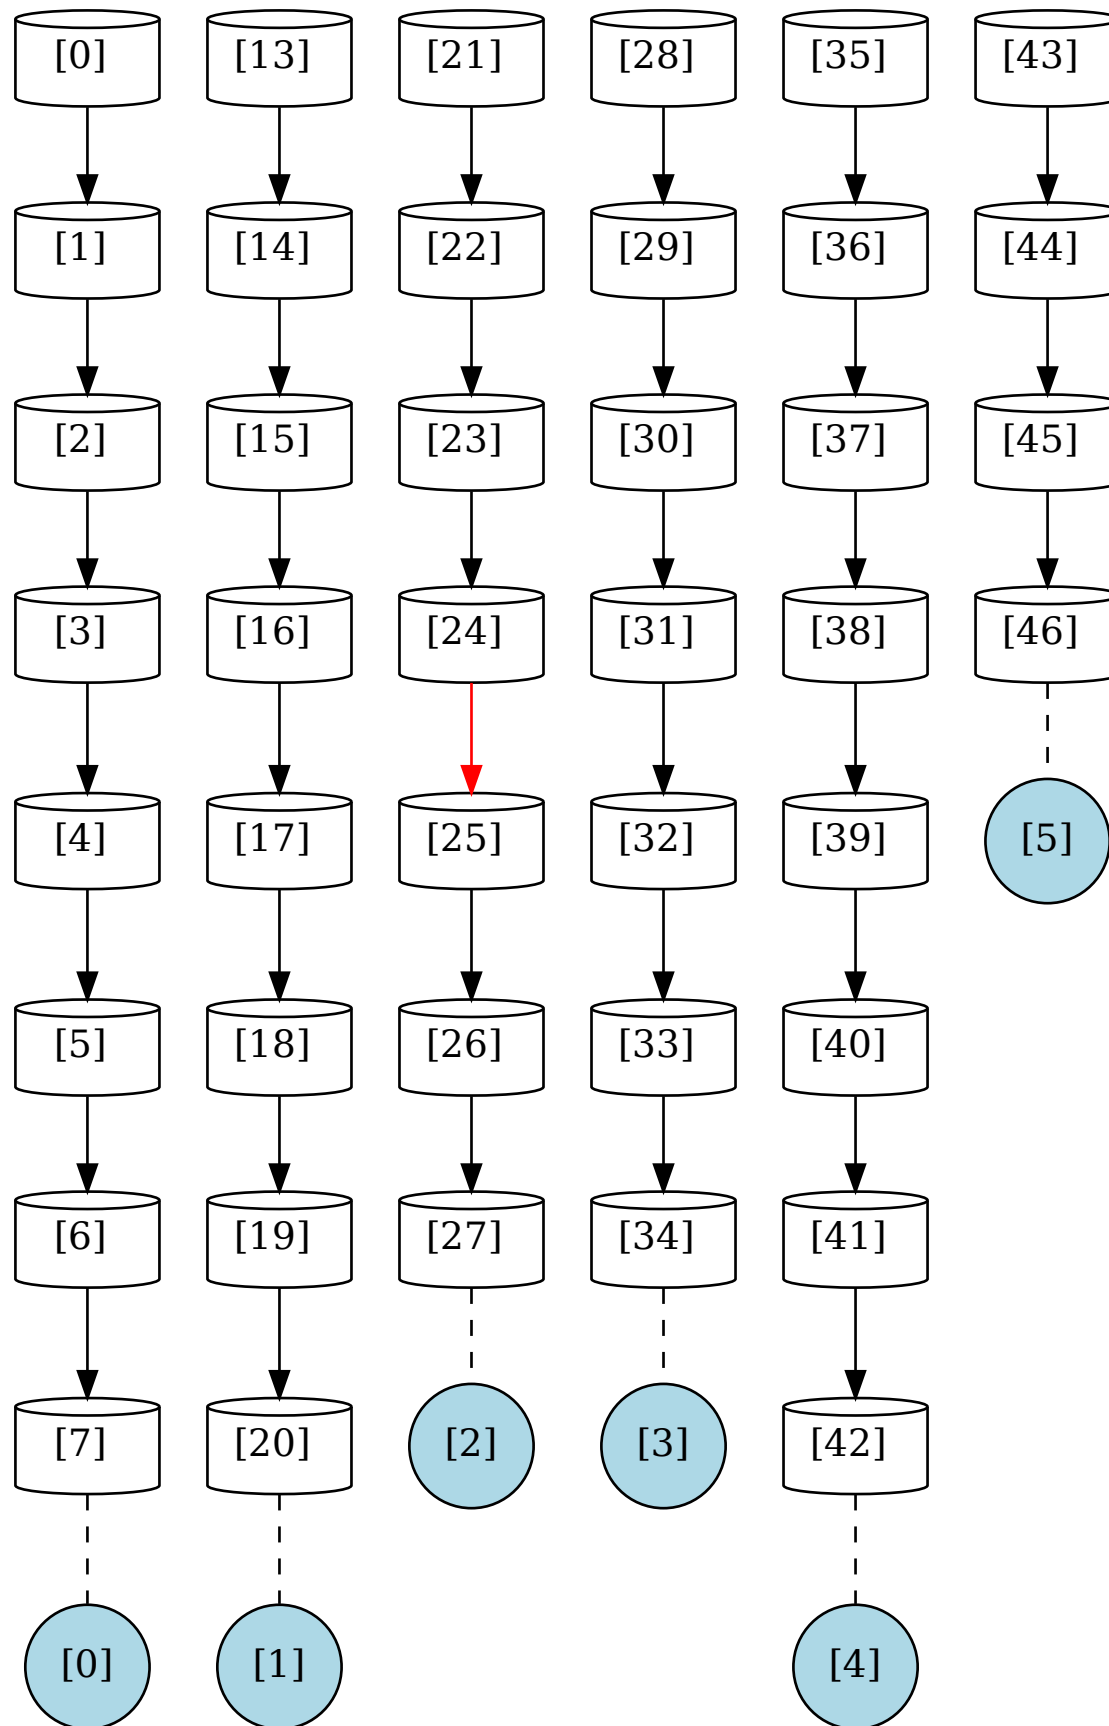 [0] [13] [21] [28] [35] [43]
[1] [14] [22] [29] [36] [44]
[2] [15] [23] [30] [37] [45]
[3] [16] [24] [31] [38] [46]
[4] [17] [25] [32] [39] [5]
[5] [18] [26] [33] [40]
[6] [19] [27] [34] [41]
[7] [20] [2] [3] [42]
[0] [1] [4]